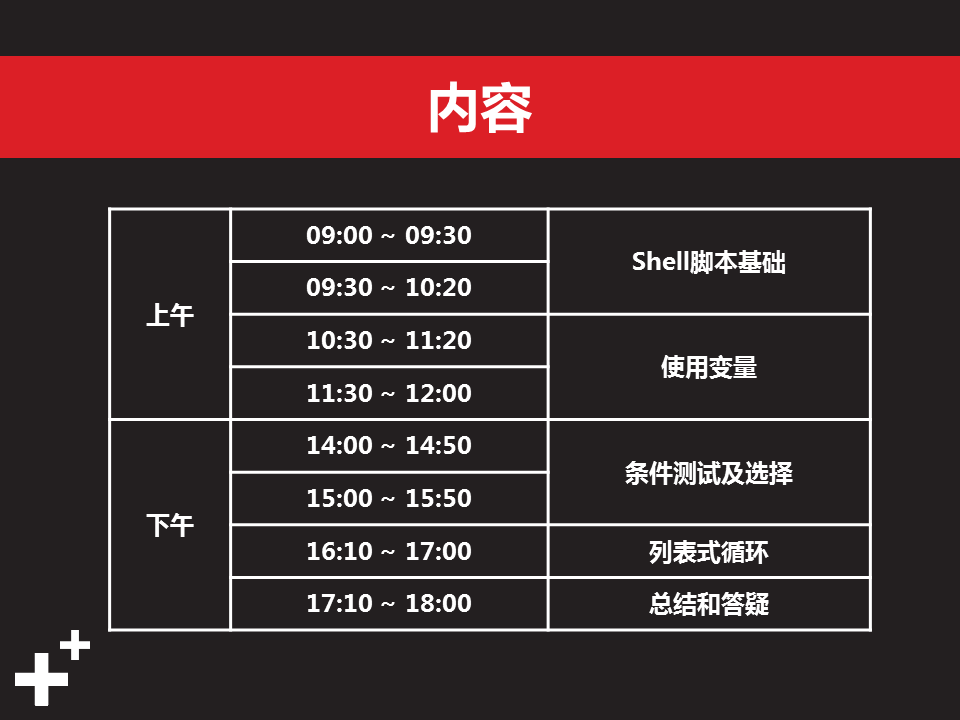 内容
上午
09:00 ~ 09:30
Shell脚本基础
09:30 ~ 10:20
10:30 ~ 11:20
使用变量
11:30 ~ 12:00
下午
14:00 ~ 14:50
条件测试及选择
15:00 ~ 15:50
16:10 ~ 17:00
列表式循环
17:10 ~ 18:00
总结和答疑